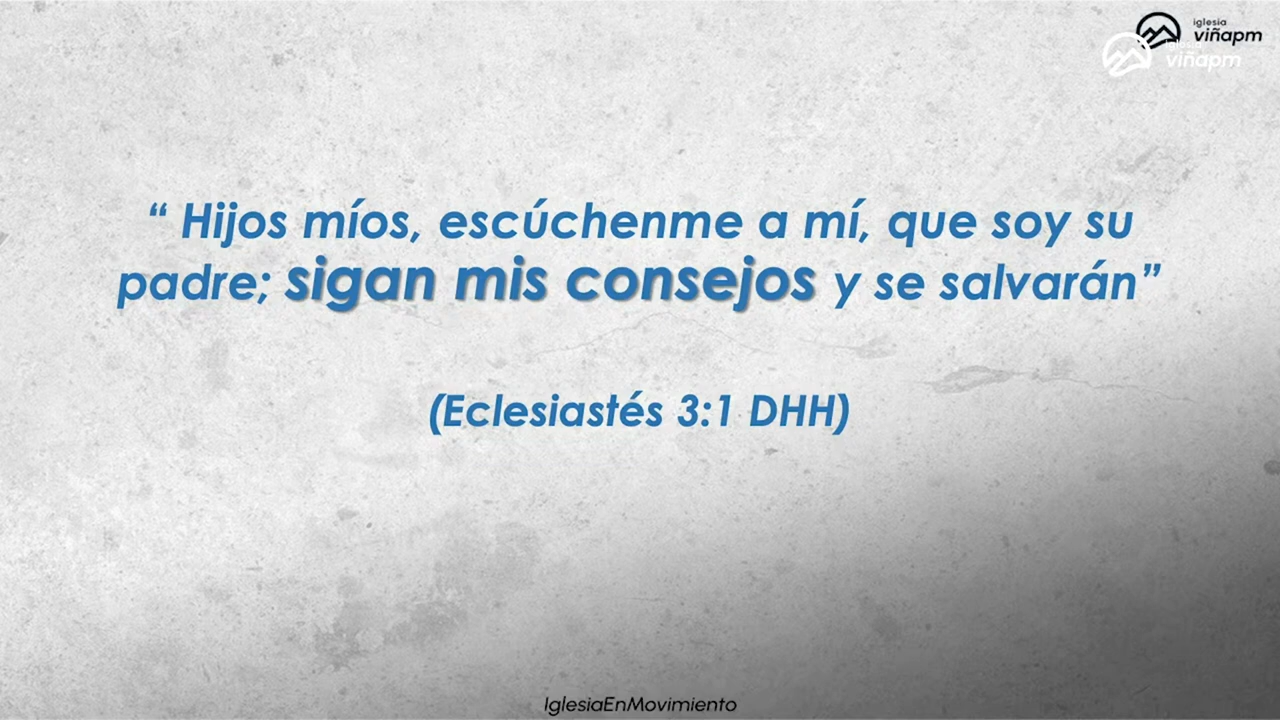 iglesia
viñapm
iglesia
viñapm
“ Hijos míos, escúchenme a mí, que soy su
padre; sigan mis consejos y se salvarán”
(Eclesiastés 3:1 DHH)
IglesiaEnMovimiento